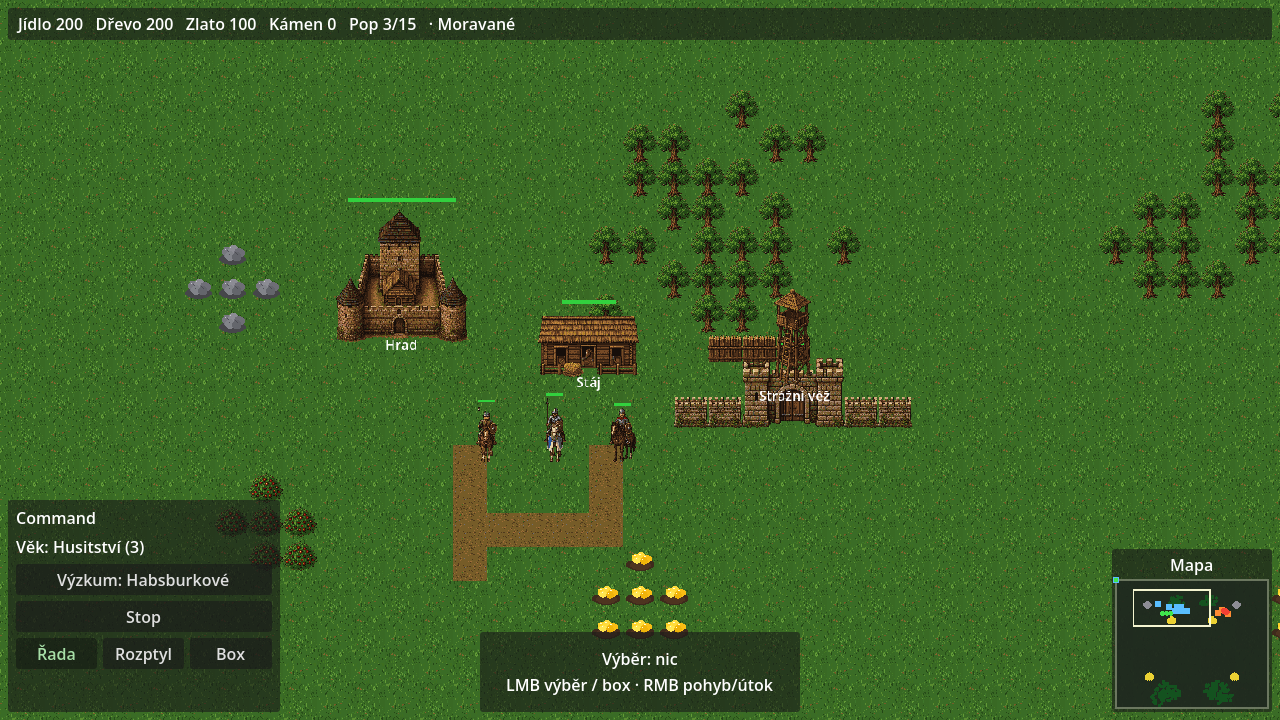 Jídlo 200 Dřevo 200 Zlato 100 Kámen 0 Pop 3/15 · Moravané
Hrad
Stáj
Strážní věž
Command
Věk: Husitství (3)
Výzkum: Habsburkové
Stop
Řada Rozptyl Box
Mapa
Výběr: nic
LMB výběr / box · RMB pohyb/útok